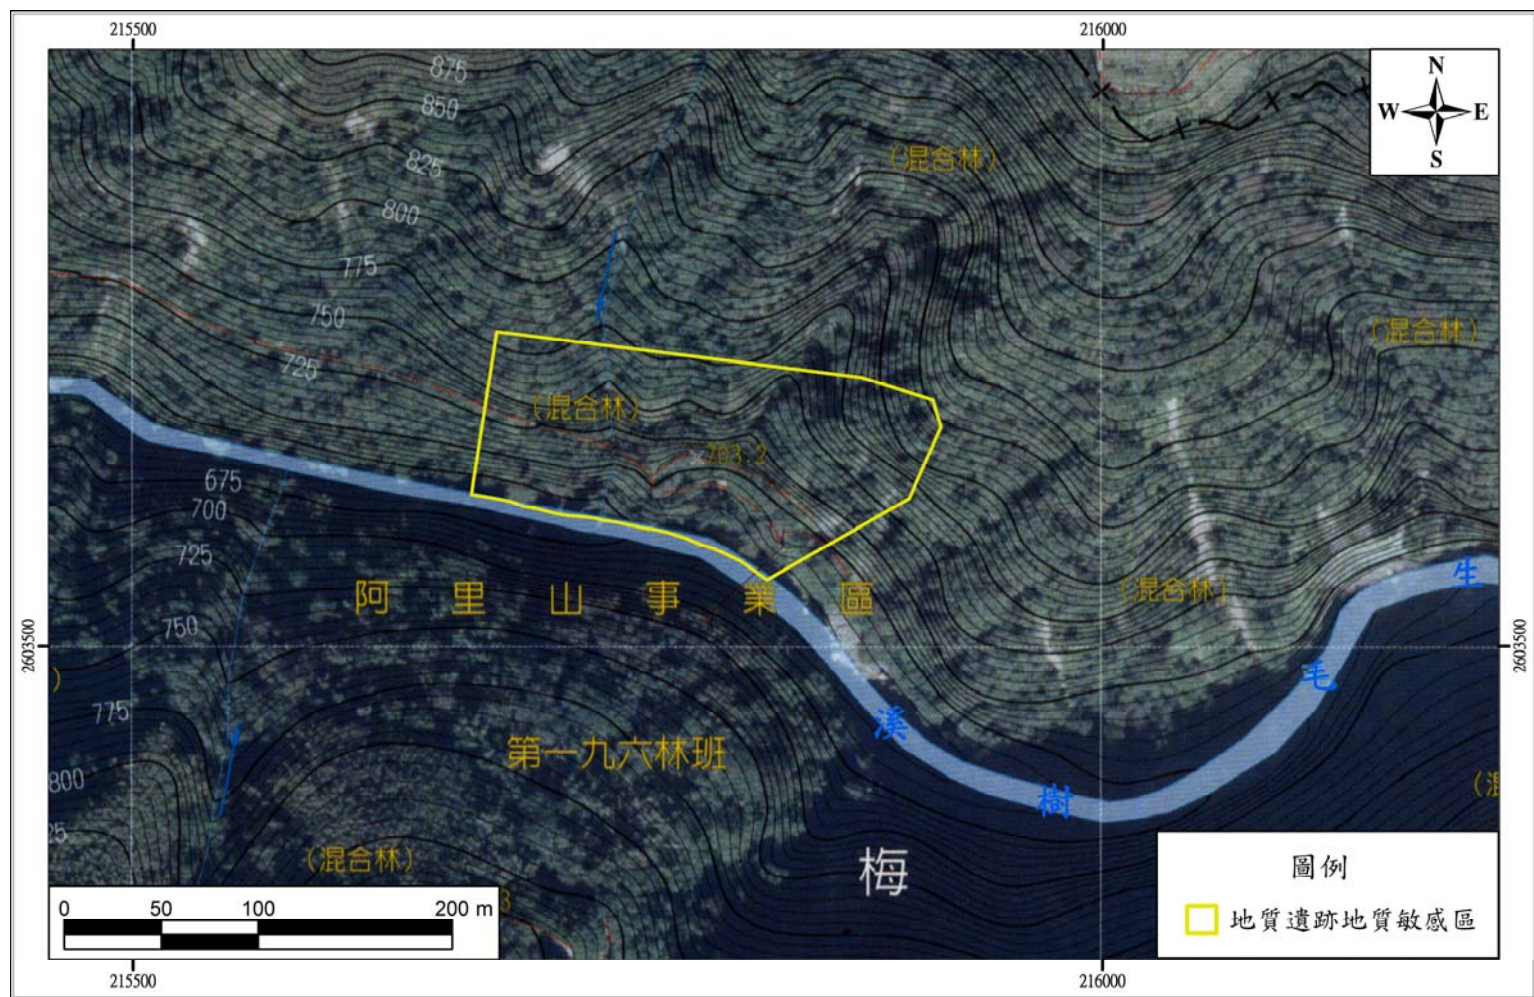 215500
216000
875
850
825
800
775
750
725
(混合林)
(混合林)
(混合林)
703.2
675
700
725
750
775
800
阿里山事業區
(混合林)
生
毛
樹
溪
2603500
2603500
第一九六林班
(混合林)
梅
N
W E
S
0 50 100 200 m
圖例
地質遺跡地質敏感區
215500
216000